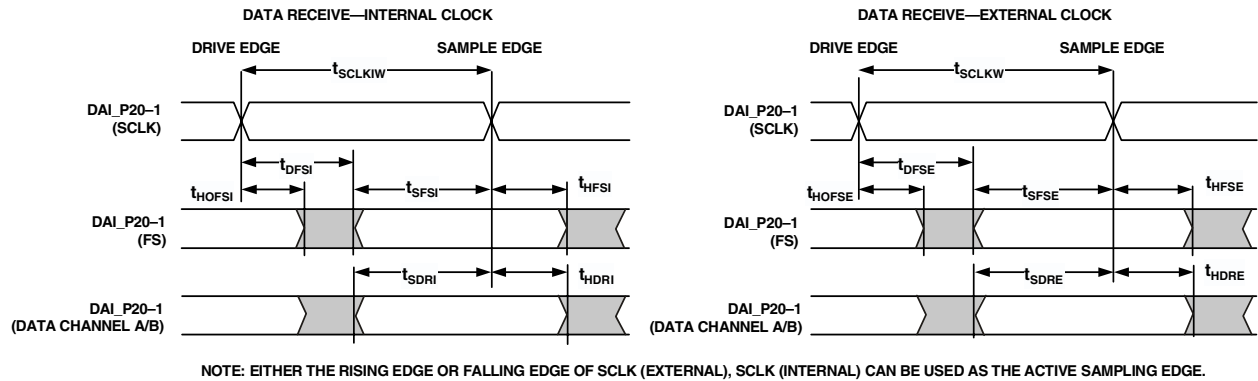 DATA RECEIVE—INTERNAL CLOCK
DRIVE EDGE
SAMPLE EDGE
tSCLKIW
DAI_P20–1
(SCLK)
tDFSI
tHOFSI
tSFSI
tHFSI
DAI_P20–1
(FS)
tSDRI
tHDRI
DAI_P20–1
(DATA CHANNEL A/B)
DATA RECEIVE—EXTERNAL CLOCK
DRIVE EDGE
SAMPLE EDGE
tSCLKW
DAI_P20–1
(SCLK)
tDFSE
tHOFSE
tSFSE
tHFSE
DAI_P20–1
(FS)
tSDRE
tHDRE
DAI_P20–1
(DATA CHANNEL A/B)
NOTE: EITHER THE RISING EDGE OR FALLING EDGE OF SCLK (EXTERNAL), SCLK (INTERNAL) CAN BE USED AS THE ACTIVE SAMPLING EDGE.